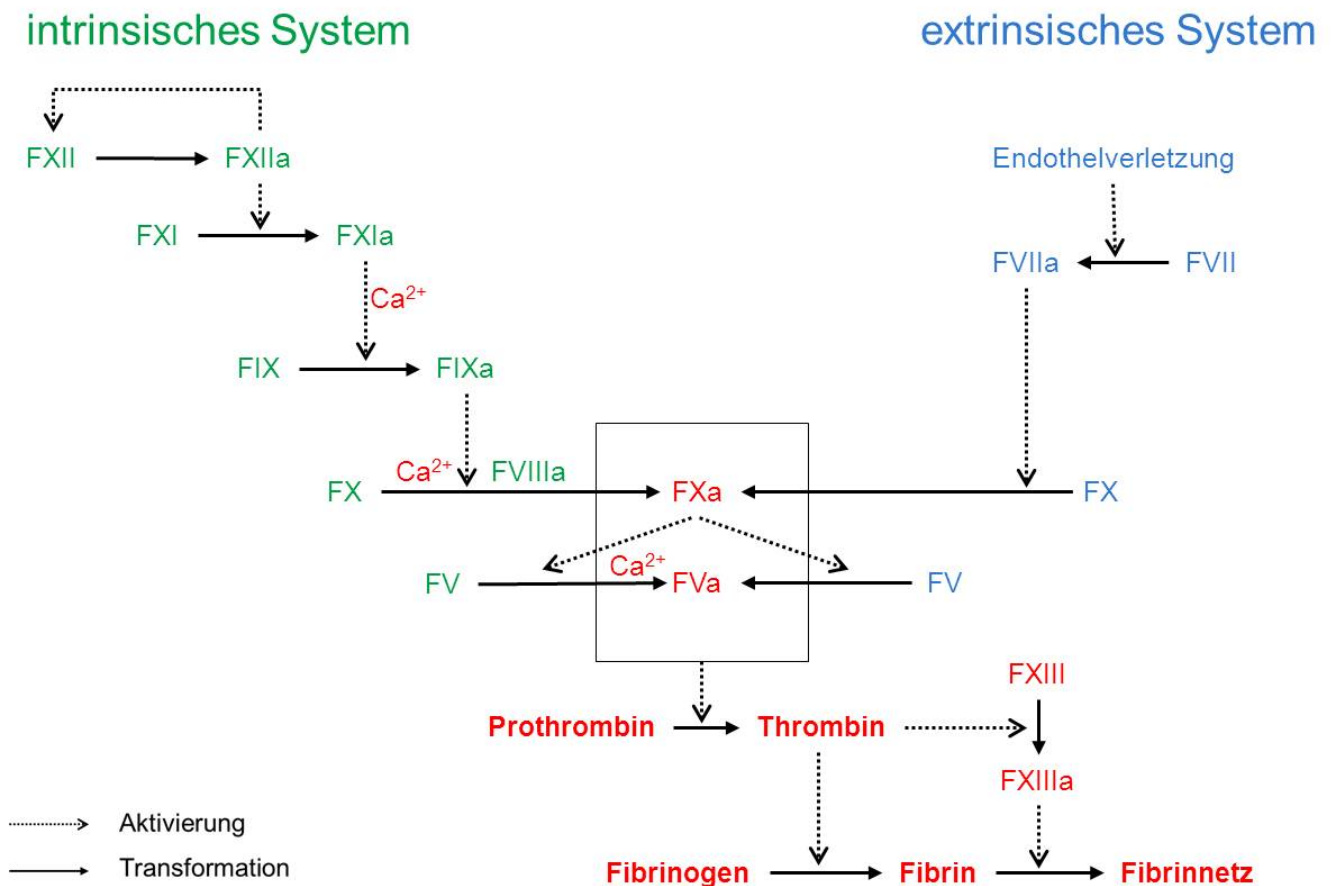 intrinsisches System
extrinsisches System
FXII FXIIa
Endothelverletzung
FXI FXIa
FVIIa FVII
Ca²⁺
FIX FIXa
Ca²⁺ FVIIIa
FX FXa FX
Ca²⁺
FV FVa FV
FXIII
Prothrombin Thrombin
FXIIIa
Aktivierung
Transformation
Fibrinogen Fibrin Fibrinnetz